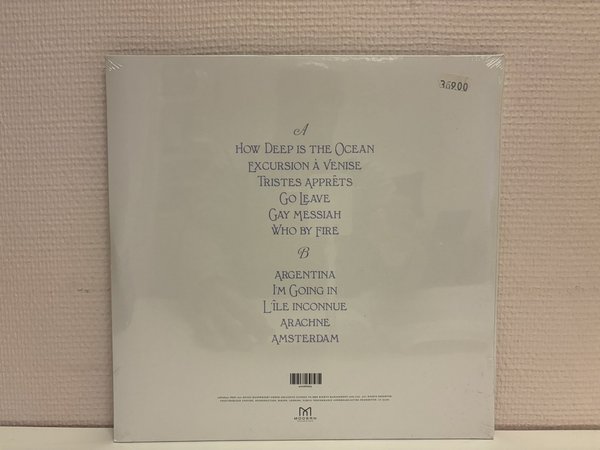 369.00
A
HOW DEEP IS THE OCEAN
EXCURSION À VENISE
TRISTES APPRÊTS
GO LEAVE
GAY MESSIAH
WHO BY FIRE
B
ARGENTINA
I'M GOING IN
L'ÎLE INCONNUE
ARACHNE
AMSTERDAM
M
MODERN